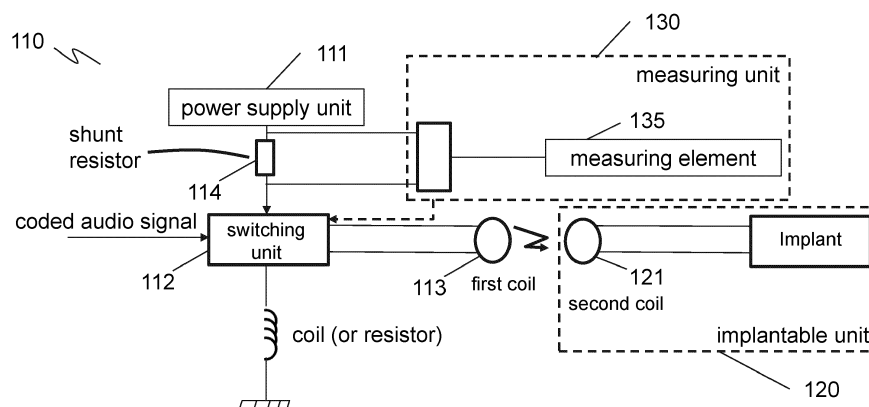 110
111
130
power supply unit
measuring unit
shunt
resistor
114
135
measuring element
coded audio signal
switching
unit
112
113
first coil
121
second coil
Implant
coil (or resistor)
implantable unit
120